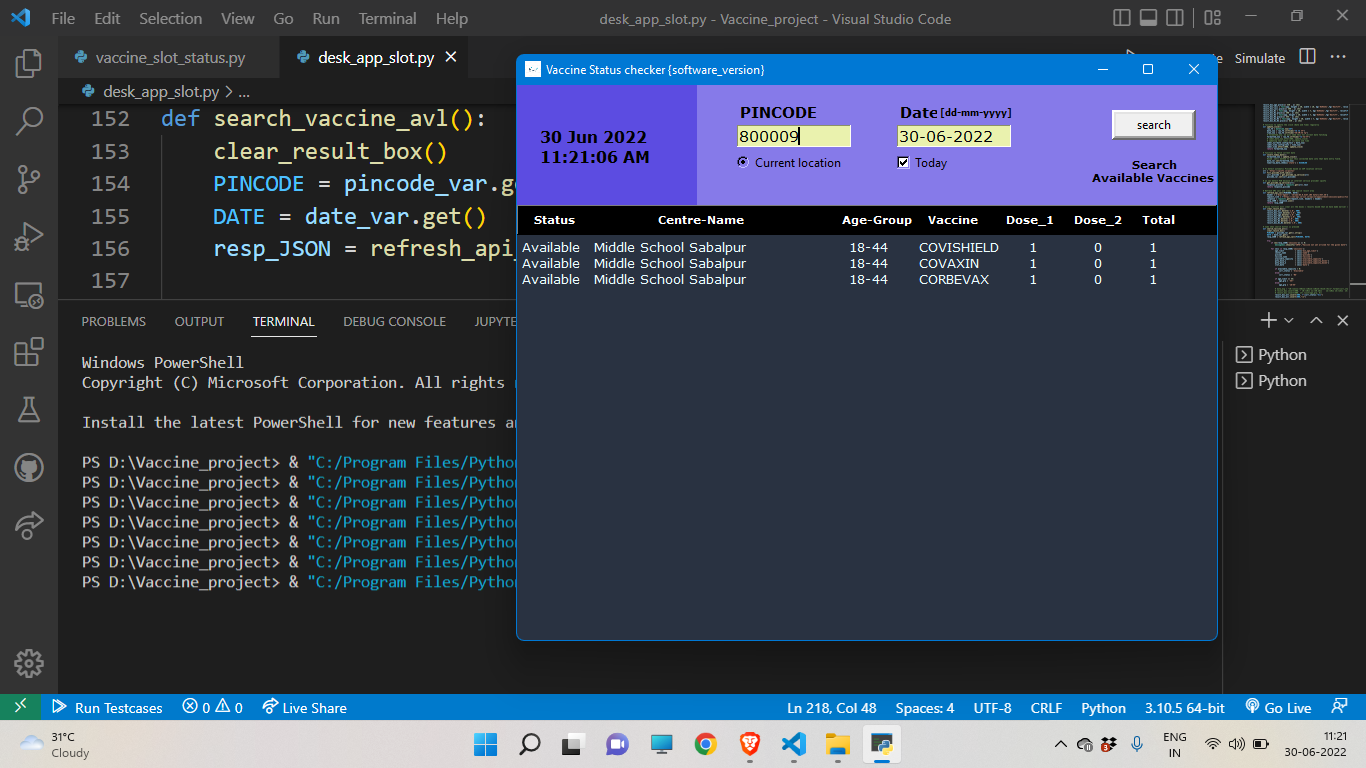 File Edit Selection View Go Run Terminal Help desk_app_slot.py - Vaccine_project - Visual Studio Code
vaccine_slot_status.py desk_app_slot.py
Simulate
desk_app_slot.py > ...
152 def search_vaccine_avl():
153 clear_result_box()
154 PINCODE = pincode_var.g
155 DATE = date_var.get()
156 resp_JSON = refresh_api_
157
Vaccine Status checker {software_version}
30 Jun 2022
11:21:06 AM
PINCODE
800009
Current location
Date [dd-mm-yyyy]
30-06-2022
Today
search
Search
Available Vaccines
Status Centre-Name Age-Group Vaccine Dose_1 Dose_2 Total
Available Middle School Sabalpur 18-44 COVISHIELD 1 0 1
Available Middle School Sabalpur 18-44 COVAXIN 1 0 1
Available Middle School Sabalpur 18-44 CORBEVAX 1 0 1
PROBLEMS OUTPUT TERMINAL DEBUG CONSOLE JUPYTE
Windows PowerShell
Copyright (C) Microsoft Corporation. All rights
Install the latest PowerShell for new features a
PS D:\Vaccine_project> & "C:/Program Files/Python
PS D:\Vaccine_project> & "C:/Program Files/Python
PS D:\Vaccine_project> & "C:/Program Files/Python
PS D:\Vaccine_project> & "C:/Program Files/Python
PS D:\Vaccine_project> & "C:/Program Files/Python
PS D:\Vaccine_project> & "C:/Program Files/Python
PS D:\Vaccine_project> & "C:/Program Files/Python
Python
Python
Run Testcases 0 0 Live Share Ln 218, Col 48 Spaces: 4 UTF-8 CRLF Python 3.10.5 64-bit Go Live
31°C
Cloudy
ENG
IN
11:21
30-06-2022